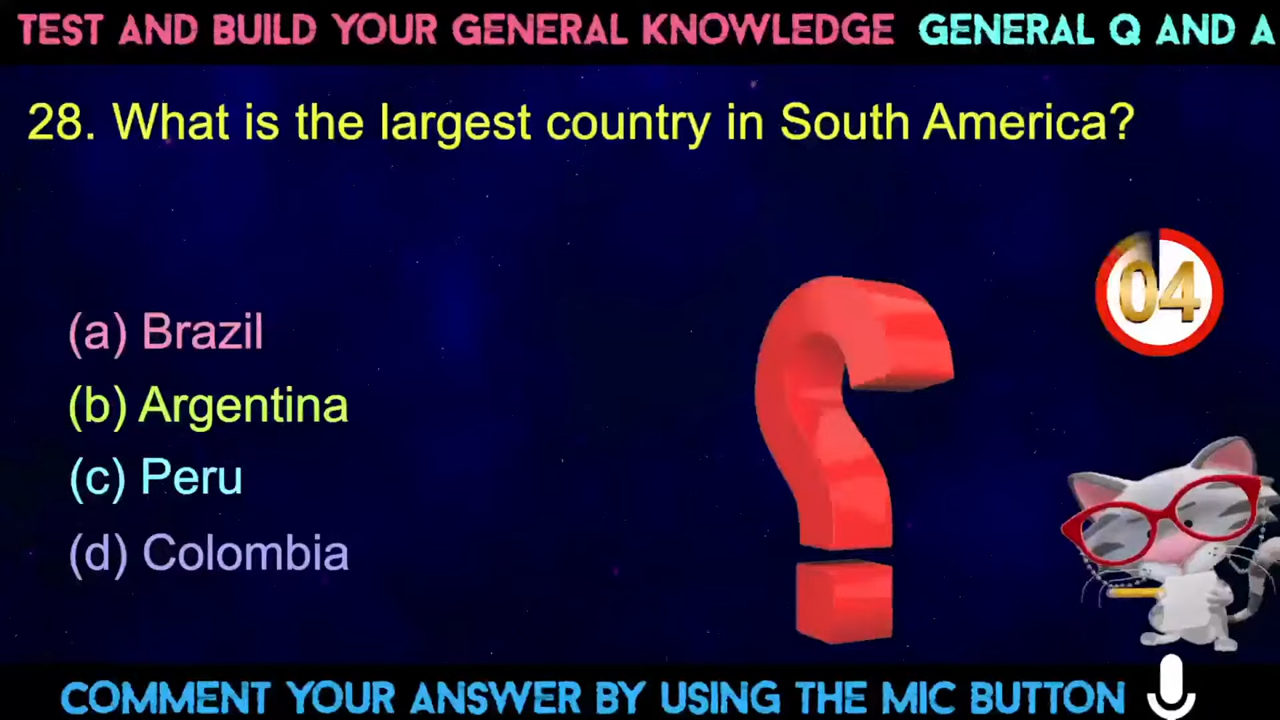 TEST AND BUILD YOUR GENERAL KNOWLEDGE GENERAL Q AND A
28. What is the largest country in South America?
04
(a) Brazil
(b) Argentina
(c) Peru
(d) Colombia
COMMENT YOUR ANSWER BY USING THE MIC BUTTON